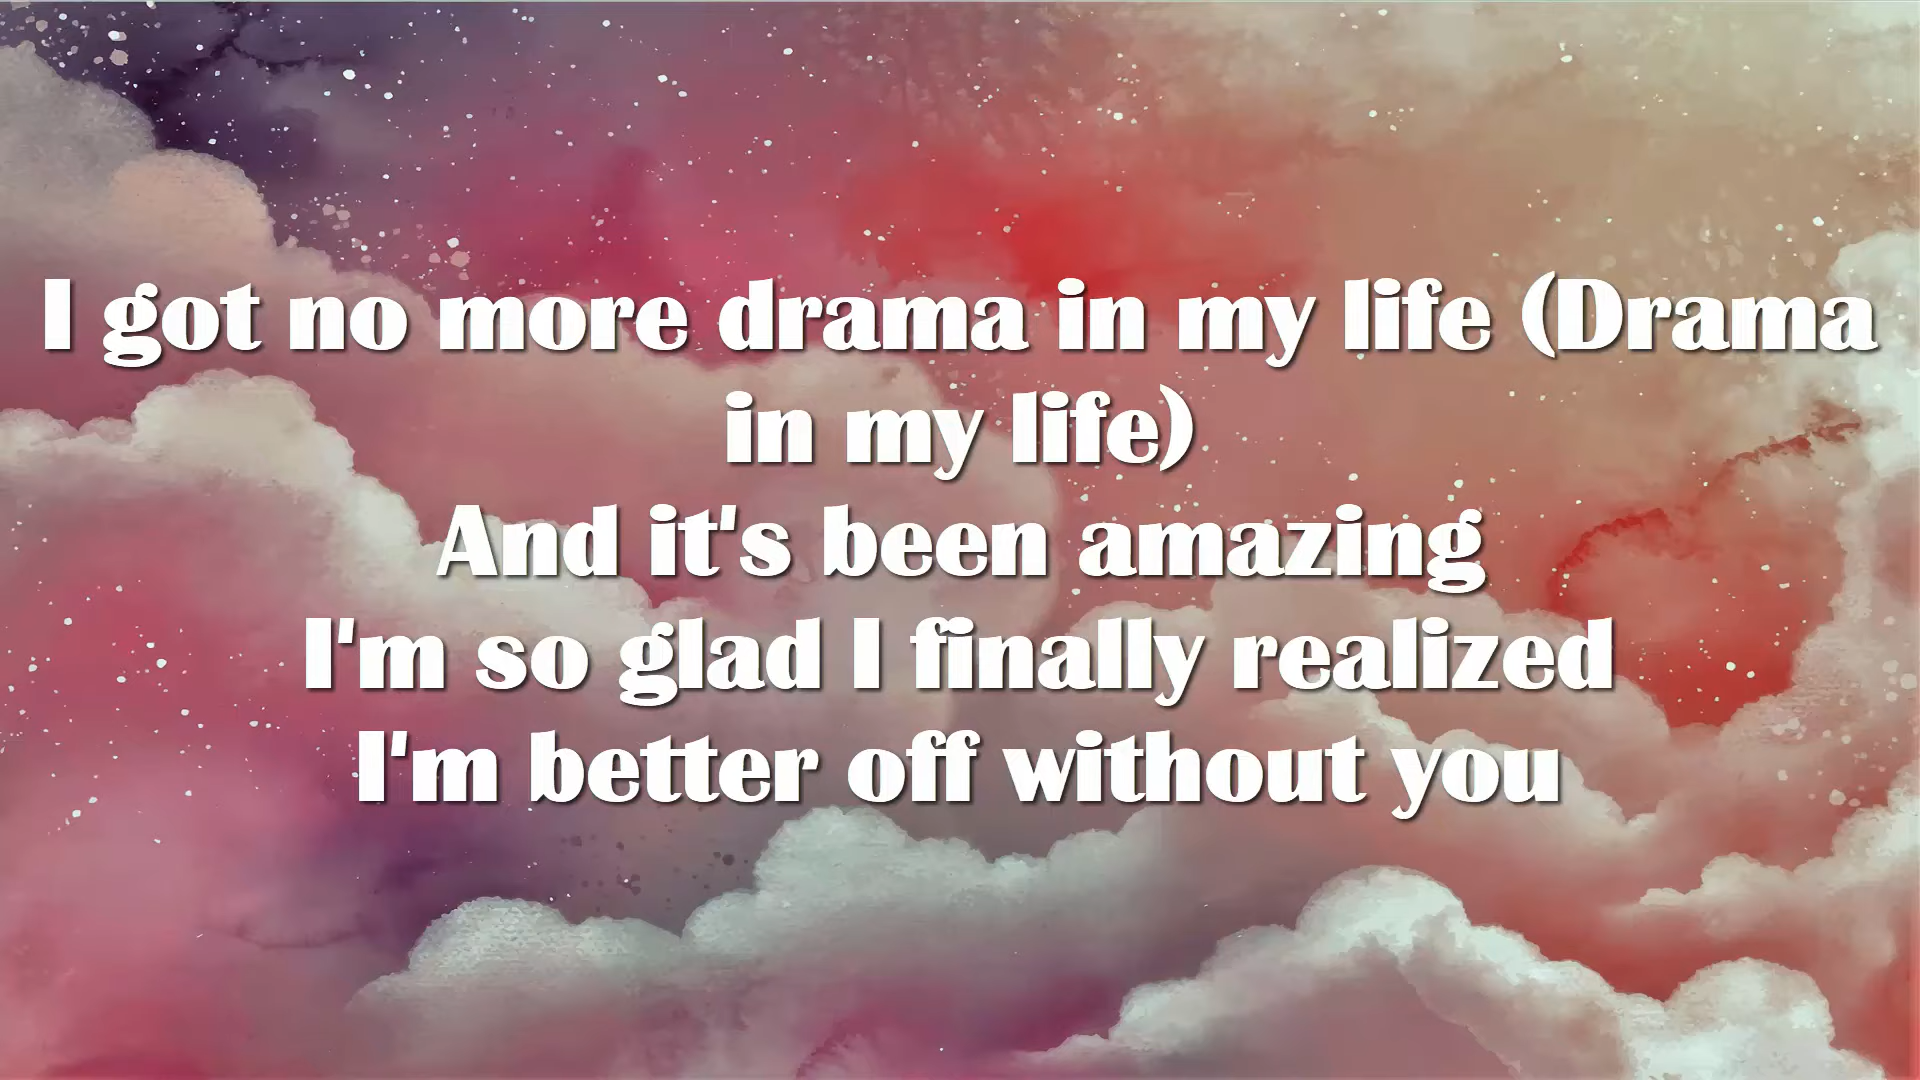 I got no more drama in my life (Drama
in my life)
And it's been amazing
I'm so glad I finally realized
I'm better off without you